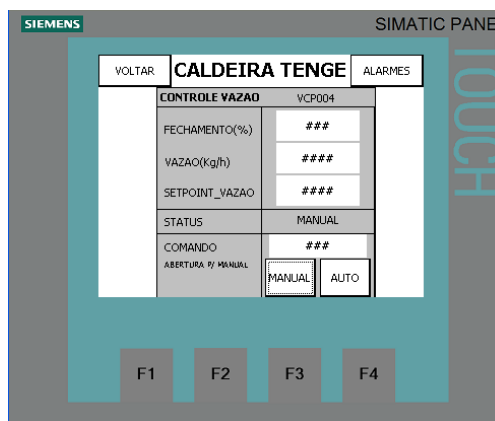 SIEMENS
SIMATIC PANE
TOUCH
VOLTAR
CALDEIRA TENGE
ALARMES
CONTROLE VAZAO
VCP004
FECHAMENTO(%)
###
VAZAO(Kg/h)
####
SETPOINT_VAZAO
####
STATUS
MANUAL
COMANDO
###
ABERTURA P/ MANUAL
MANUAL
AUTO
F1
F2
F3
F4